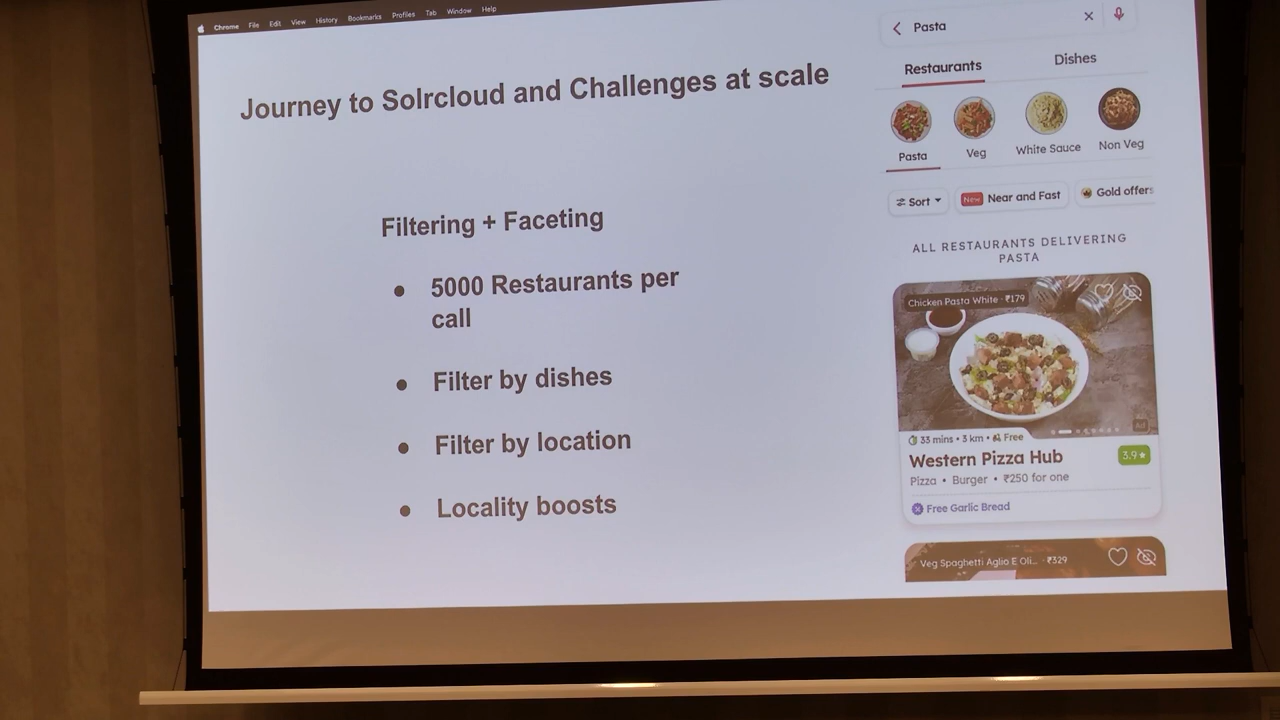 Chrome File Edit View History Bookmarks Profiles Tab Window Help
Journey to Solrcloud and Challenges at scale
Filtering + Faceting
● 5000 Restaurants per
call
● Filter by dishes
● Filter by location
● Locality boosts
Pasta
Restaurants Dishes
Pasta Veg White Sauce Non Veg
Sort New Near and Fast Gold offers
ALL RESTAURANTS DELIVERING
PASTA
Chicken Pasta White · ₹179
Ad
33 mins • 3 km • Free
Western Pizza Hub 3.9★
Pizza • Burger • ₹250 for one
Free Garlic Bread
Veg Spaghetti Aglio E Oli... · ₹329